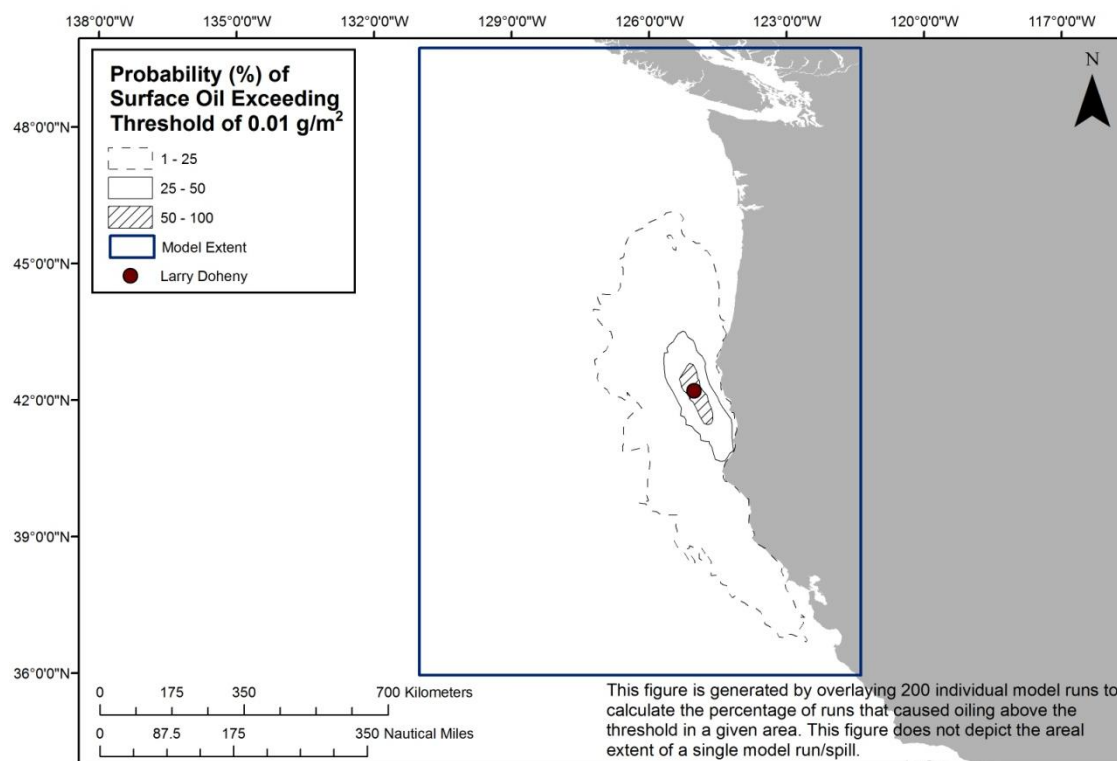 138°0'0"W 135°0'0"W 132°0'0"W 129°0'0"W 126°0'0"W 123°0'0"W 120°0'0"W 117°0'0"W
Probability (%) of
Surface Oil Exceeding
Threshold of 0.01 g/m²
1 - 25
25 - 50
50 - 100
Model Extent
Larry Doheny
N
48°0'0"N
45°0'0"N
42°0'0"N
39°0'0"N
36°0'0"N
0 175 350 700 Kilometers
0 87.5 175 350 Nautical Miles
This figure is generated by overlaying 200 individual model runs to
calculate the percentage of runs that caused oiling above the
threshold in a given area. This figure does not depict the areal
extent of a single model run/spill.